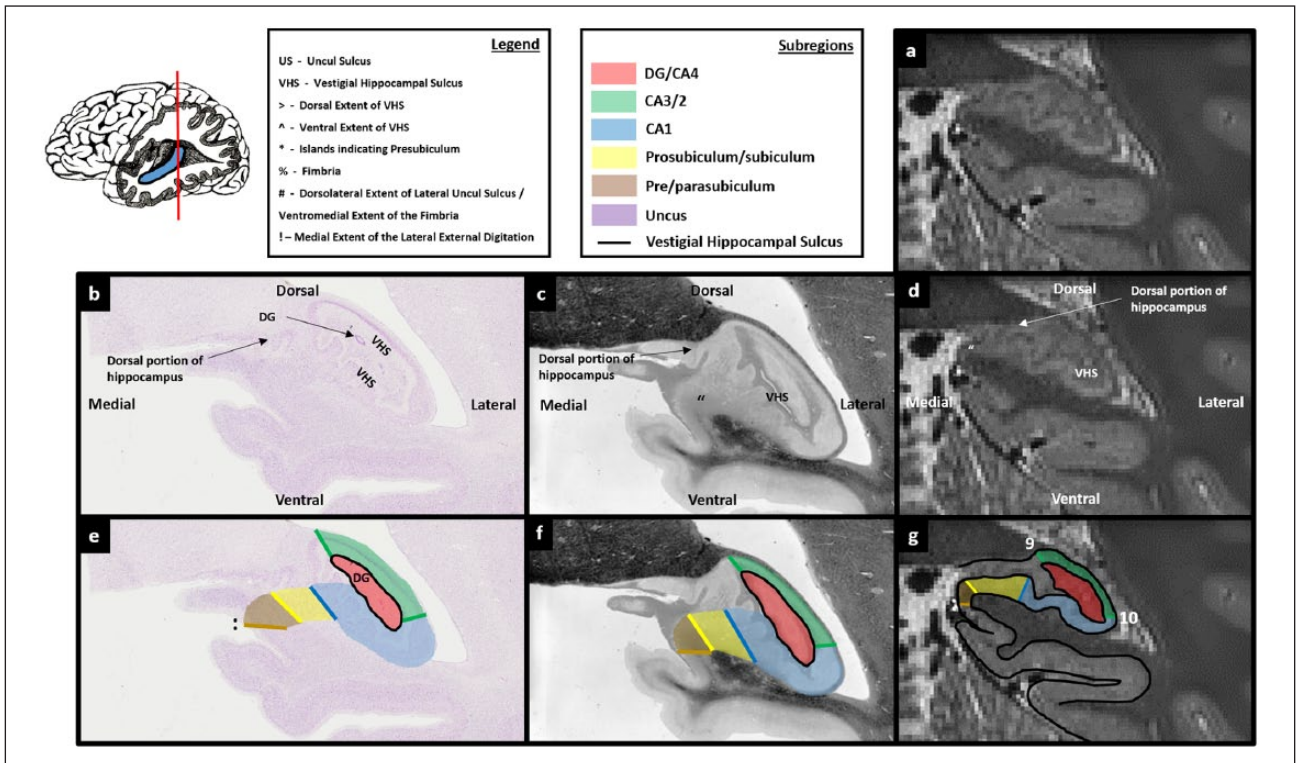 Legend
US - Uncul Sulcus
VHS - Vestigial Hippocampal Sulcus
> - Dorsal Extent of VHS
^ - Ventral Extent of VHS
* - Islands indicating Presubiculum
% - Fimbria
# - Dorsolateral Extent of Lateral Uncul Sulcus /
Ventromedial Extent of the Fimbria
! – Medial Extent of the Lateral External Digitation
Subregions
DG/CA4
CA3/2
CA1
Prosubiculum/subiculum
Pre/parasubiculum
Uncus
Vestigial Hippocampal Sulcus
a
b
Dorsal
DG
VHS
Dorsal portion of
hippocampus
VHS
Medial
Lateral
Ventral
c
Dorsal
Dorsal portion of
hippocampus
Medial
“
VHS
Lateral
Ventral
d
Dorsal
Dorsal portion of
hippocampus
“
VHS
Medial
Lateral
Ventral
e
DG
:
f
g
9
10